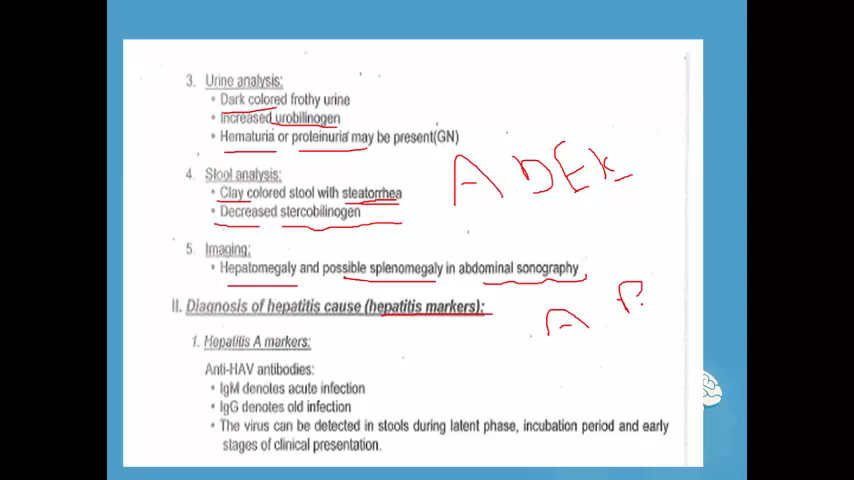 3. Urine analysis:
• Dark colored frothy urine
• Increased urobilinogen
• Hematuria or proteinuria may be present(GN)
4. Stool analysis:
• Clay colored stool with steatorrhea
• Decreased stercobilinogen
ADEK
5. Imaging:
• Hepatomegaly and possible splenomegaly in abdominal sonography
II. Diagnosis of hepatitis cause (hepatitis markers):
A
1. Hepatitis A markers:
Anti-HAV antibodies:
• IgM denotes acute infection
• IgG denotes old infection
• The virus can be detected in stools during latent phase, incubation period and early
stages of clinical presentation.